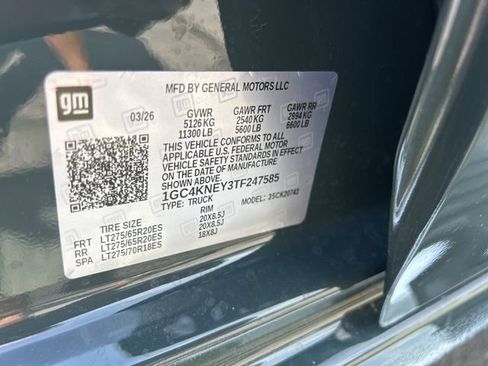 gm
MFD BY GENERAL MOTORS LLC
03/26 GVWR GAWR FRT GAWR RR
5126 KG 2540 KG 2994 KG
11300 LB 5600 LB 6600 LB
THIS VEHICLE CONFORMS TO ALL
APPLICABLE U.S. FEDERAL MOTOR
VEHICLE SAFETY STANDARDS IN EFFECT
ON THE DATE OF MANUFACTURE
SHOWN ABOVE.
1GC4KNEY3TF247585
TYPE: TRUCK MODEL: 3SCK20743
TIRE SIZE RIM
FRT LT275/65R20ES 20X8.5J
RR LT275/65R20ES 20X8.5J
SPA LT275/70R18ES 18X8J